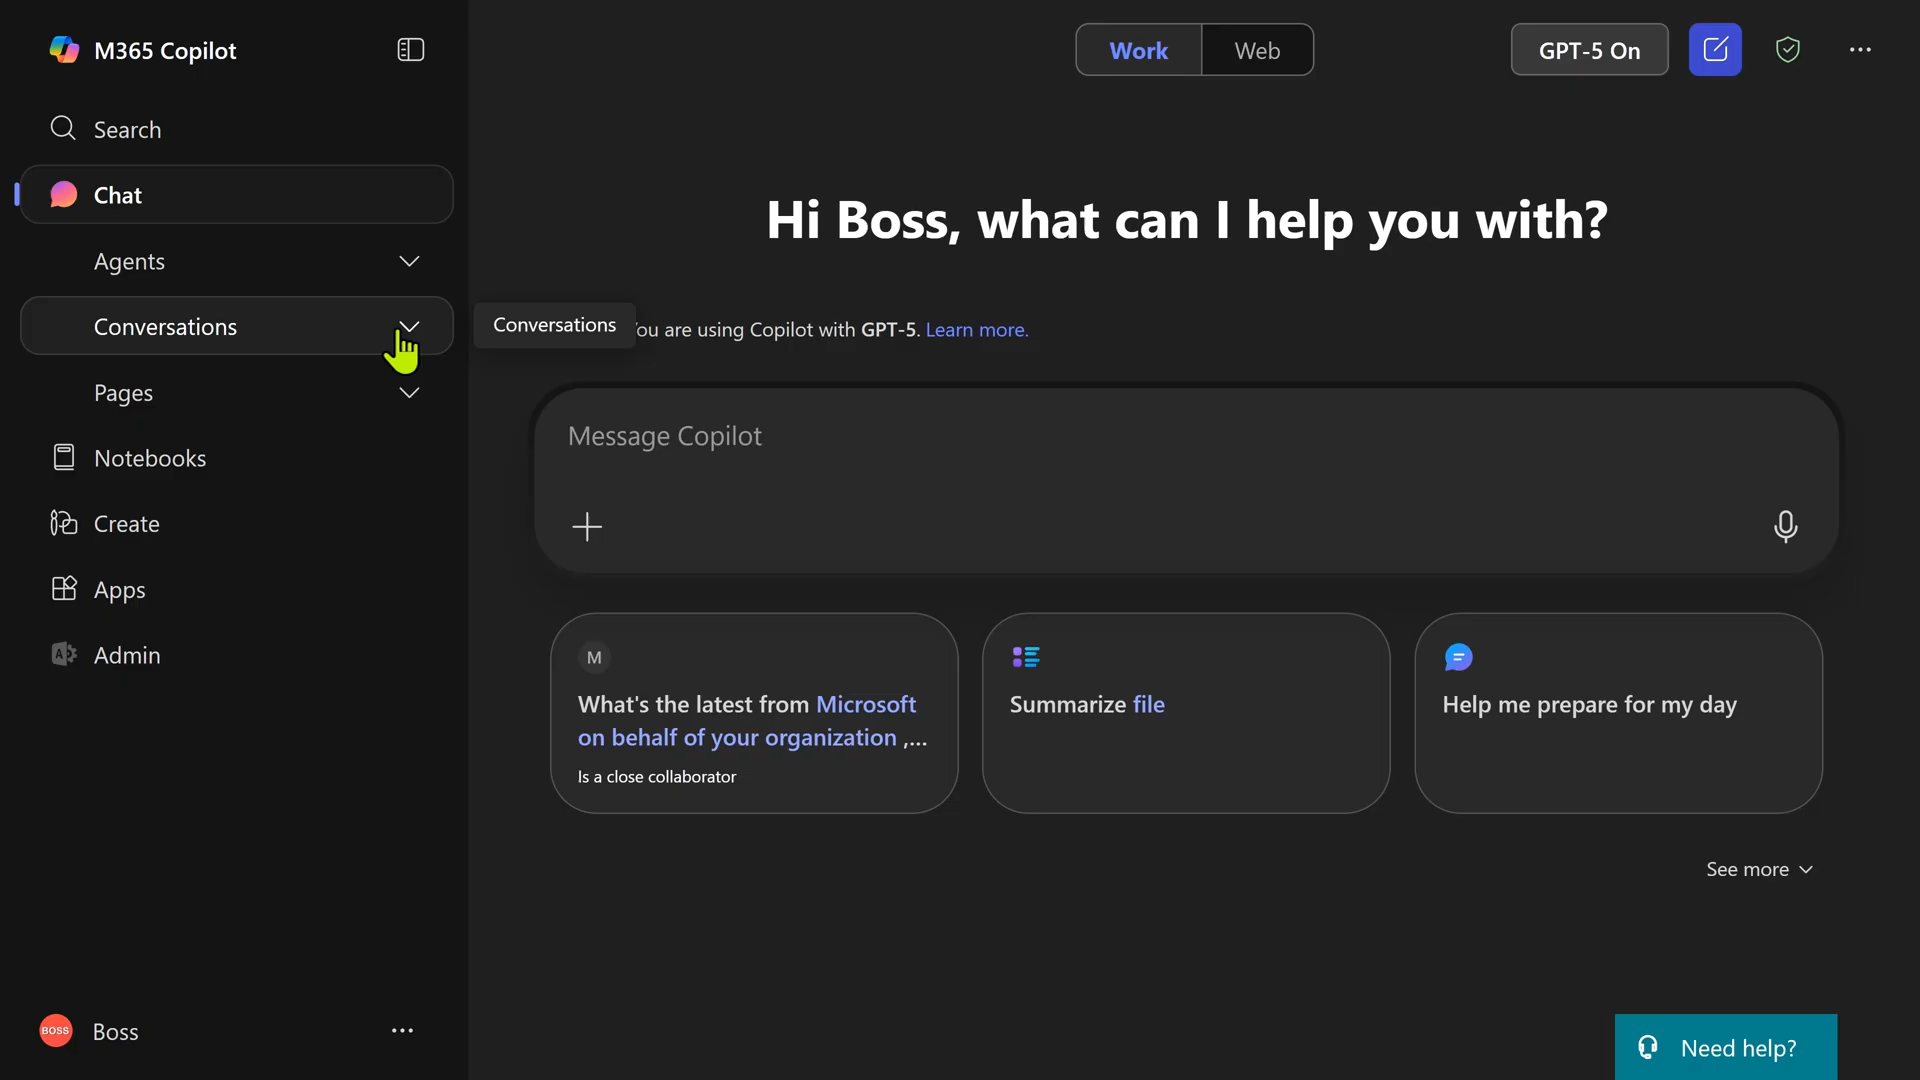 M365 Copilot
Search
Chat
Agents
Conversations
Pages
Notebooks
Create
Apps
Admin
BOSS
Boss
Work
Web
GPT-5 On
Hi Boss, what can I help you with?
Conversations
ou are using Copilot with GPT-5. Learn more.
Message Copilot
M
What's the latest from Microsoft
on behalf of your organization ,...
Is a close collaborator
Summarize file
Help me prepare for my day
See more
Need help?